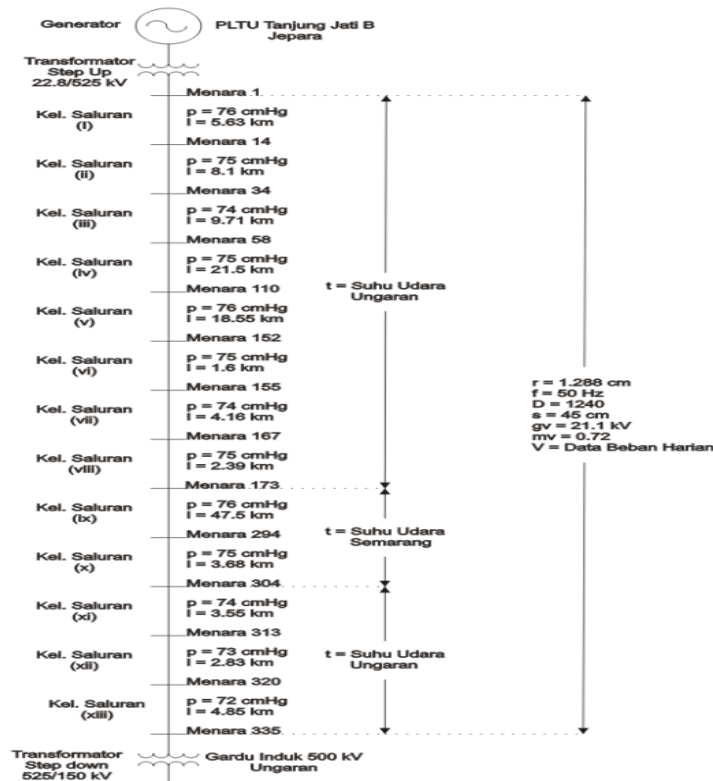 Generator
PLTU Tanjung Jati B
Jepara
Transformator
Step Up
22.8/525 kV
Menara 1
Kel. Saluran
(i)
p = 76 cmHg
l = 5.63 km
Menara 14
Kel. Saluran
(ii)
p = 75 cmHg
l = 8.1 km
Menara 34
Kel. Saluran
(iii)
p = 74 cmHg
l = 9.71 km
Menara 58
Kel. Saluran
(iv)
p = 75 cmHg
l = 21.5 km
Menara 110
t = Suhu Udara
Ungaran
Kel. Saluran
(v)
p = 76 cmHg
l = 18.55 km
Menara 152
Kel. Saluran
(vi)
p = 75 cmHg
l = 1.6 km
Menara 155
Kel. Saluran
(vii)
p = 74 cmHg
l = 4.16 km
Menara 167
r = 1.288 cm
f = 50 Hz
D = 1240
s = 45 cm
gv = 21.1 kV
mv = 0.72
V = Data Beban Harian
Kel. Saluran
(viii)
p = 75 cmHg
l = 2.39 km
Menara 173
Kel. Saluran
(ix)
p = 76 cmHg
l = 47.5 km
Menara 294
t = Suhu Udara
Semarang
Kel. Saluran
(x)
p = 75 cmHg
l = 3.68 km
Menara 304
Kel. Saluran
(xi)
p = 74 cmHg
l = 3.55 km
Menara 313
Kel. Saluran
(xii)
p = 73 cmHg
l = 2.83 km
t = Suhu Udara
Ungaran
Menara 320
Kel. Saluran
(xiii)
p = 72 cmHg
l = 4.85 km
Menara 335
Transformator
Step down
525/150 kV
Gardu Induk 500 kV
Ungaran